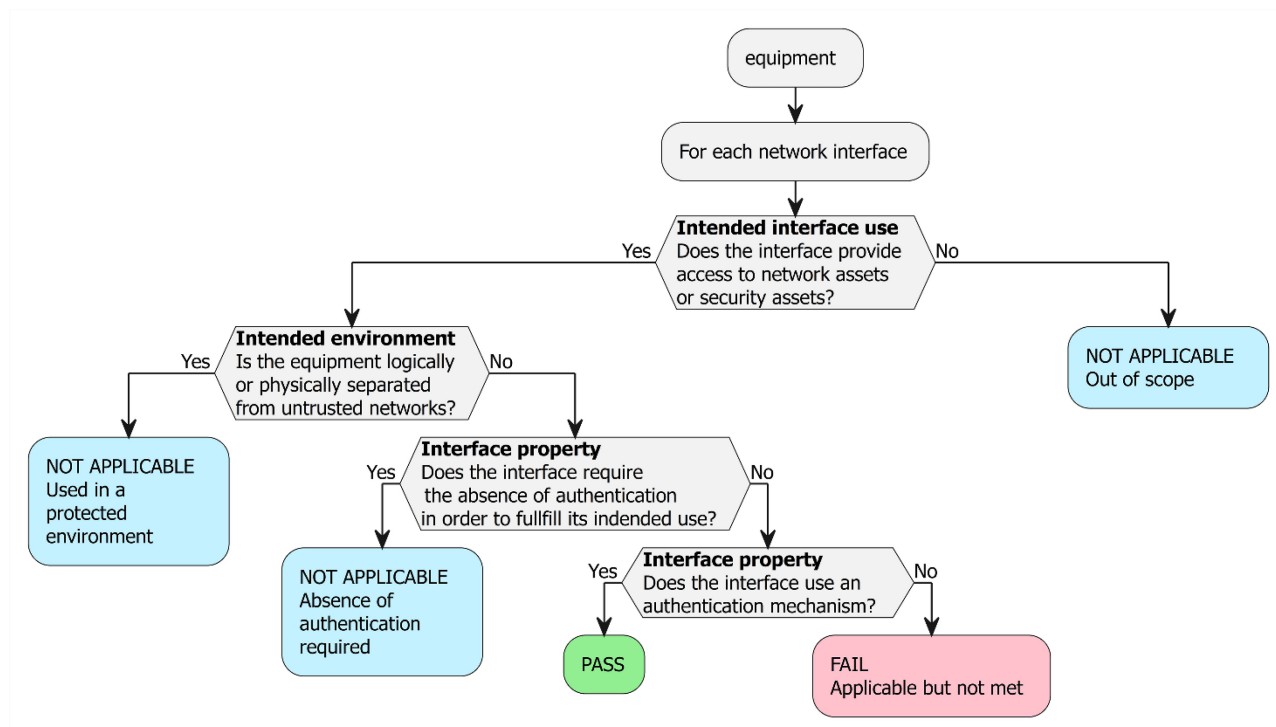 equipment
For each network interface
Intended interface use
Does the interface provide
access to network assets
or security assets?
Yes
No
Intended environment
Is the equipment logically
or physically separated
from untrusted networks?
Yes
No
NOT APPLICABLE
Out of scope
NOT APPLICABLE
Used in a
protected
environment
Interface property
Does the interface require
the absence of authentication
in order to fullfill its indended use?
Yes
No
NOT APPLICABLE
Absence of
authentication
required
Interface property
Does the interface use an
authentication mechanism?
Yes
No
PASS
FAIL
Applicable but not met